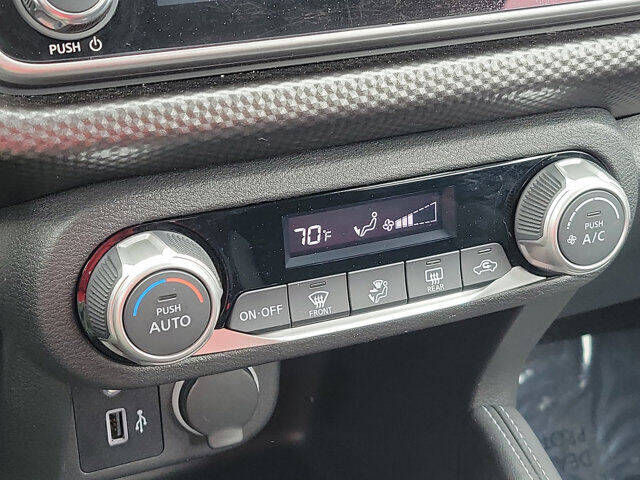 PUSH
70°F
PUSH
AUTO
ON·OFF
FRONT
REAR
PUSH
A/C